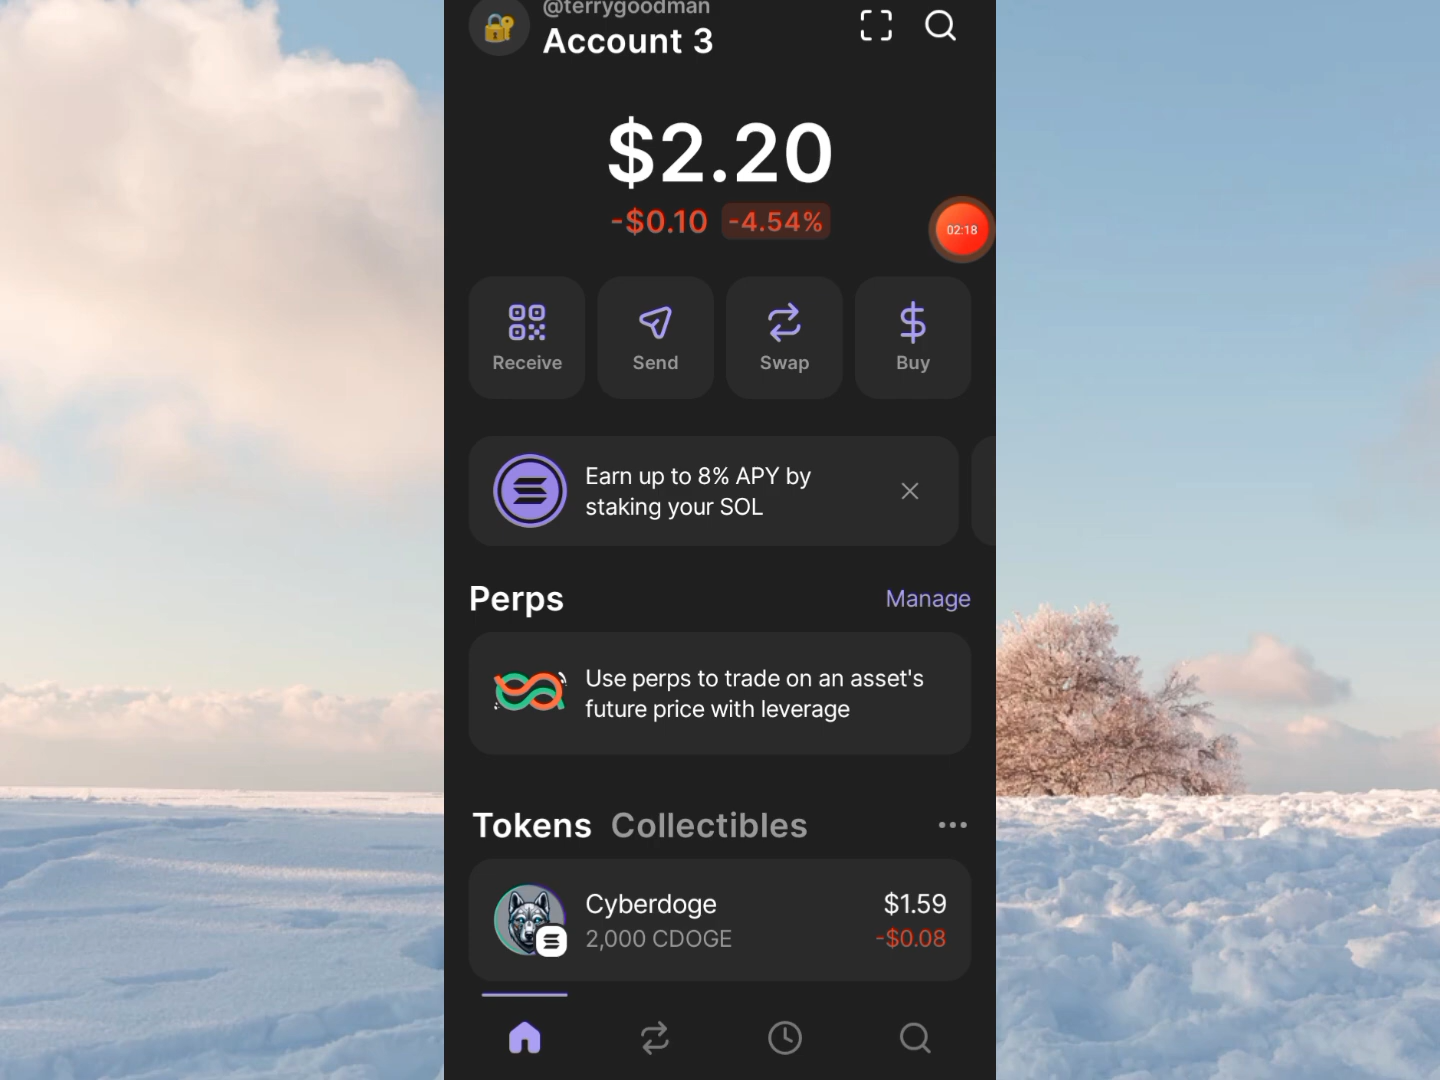 @terrygoodman
Account 3
$2.20
-$0.10 -4.54%
02:18
Receive
Send
Swap
Buy
Earn up to 8% APY by
staking your SOL
Perps
Manage
Use perps to trade on an asset's
future price with leverage
Tokens Collectibles
Cyberdoge
$1.59
2,000 CDOGE
-$0.08